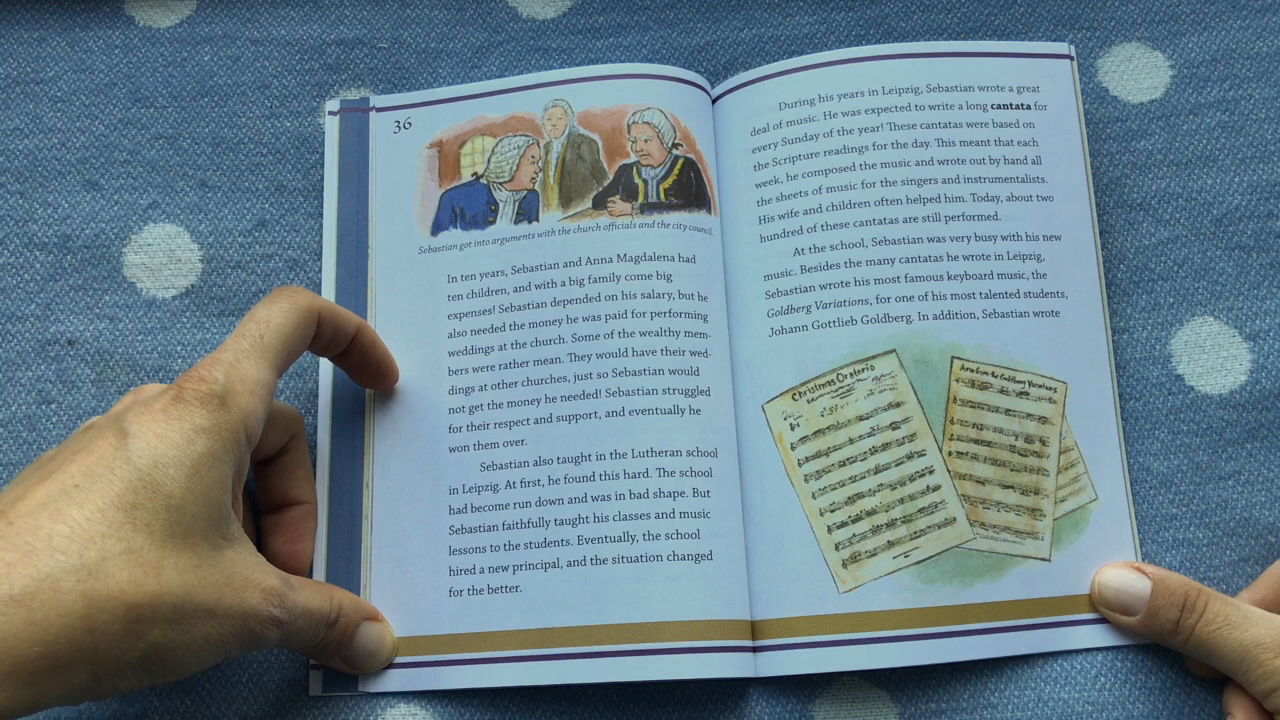 36
Sebastian got into arguments with the church officials and the city council.
In ten years, Sebastian and Anna Magdalena had
ten children, and with a big family come big
expenses! Sebastian depended on his salary, but he
also needed the money he was paid for performing
weddings at the church. Some of the wealthy mem-
bers were rather mean. They would have their wed-
dings at other churches, just so Sebastian would
not get the money he needed! Sebastian struggled
for their respect and support, and eventually he
won them over.
Sebastian also taught in the Lutheran school
in Leipzig. At first, he found this hard. The school
had become run down and was in bad shape. But
Sebastian faithfully taught his classes and music
lessons to the students. Eventually, the school
hired a new principal, and the situation changed
for the better.
During his years in Leipzig, Sebastian wrote a great
deal of music. He was expected to write a long cantata for
every Sunday of the year! These cantatas were based on
the Scripture readings for the day. This meant that each
week, he composed the music and wrote out by hand all
the sheets of music for the singers and instrumentalists.
His wife and children often helped him. Today, about two
hundred of these cantatas are still performed.
At the school, Sebastian was very busy with his new
music. Besides the many cantatas he wrote in Leipzig,
Sebastian wrote his most famous keyboard music, the
Goldberg Variations, for one of his most talented students,
Johann Gottlieb Goldberg. In addition, Sebastian wrote
Christmas Oratorio
Aria from the Goldberg Variations